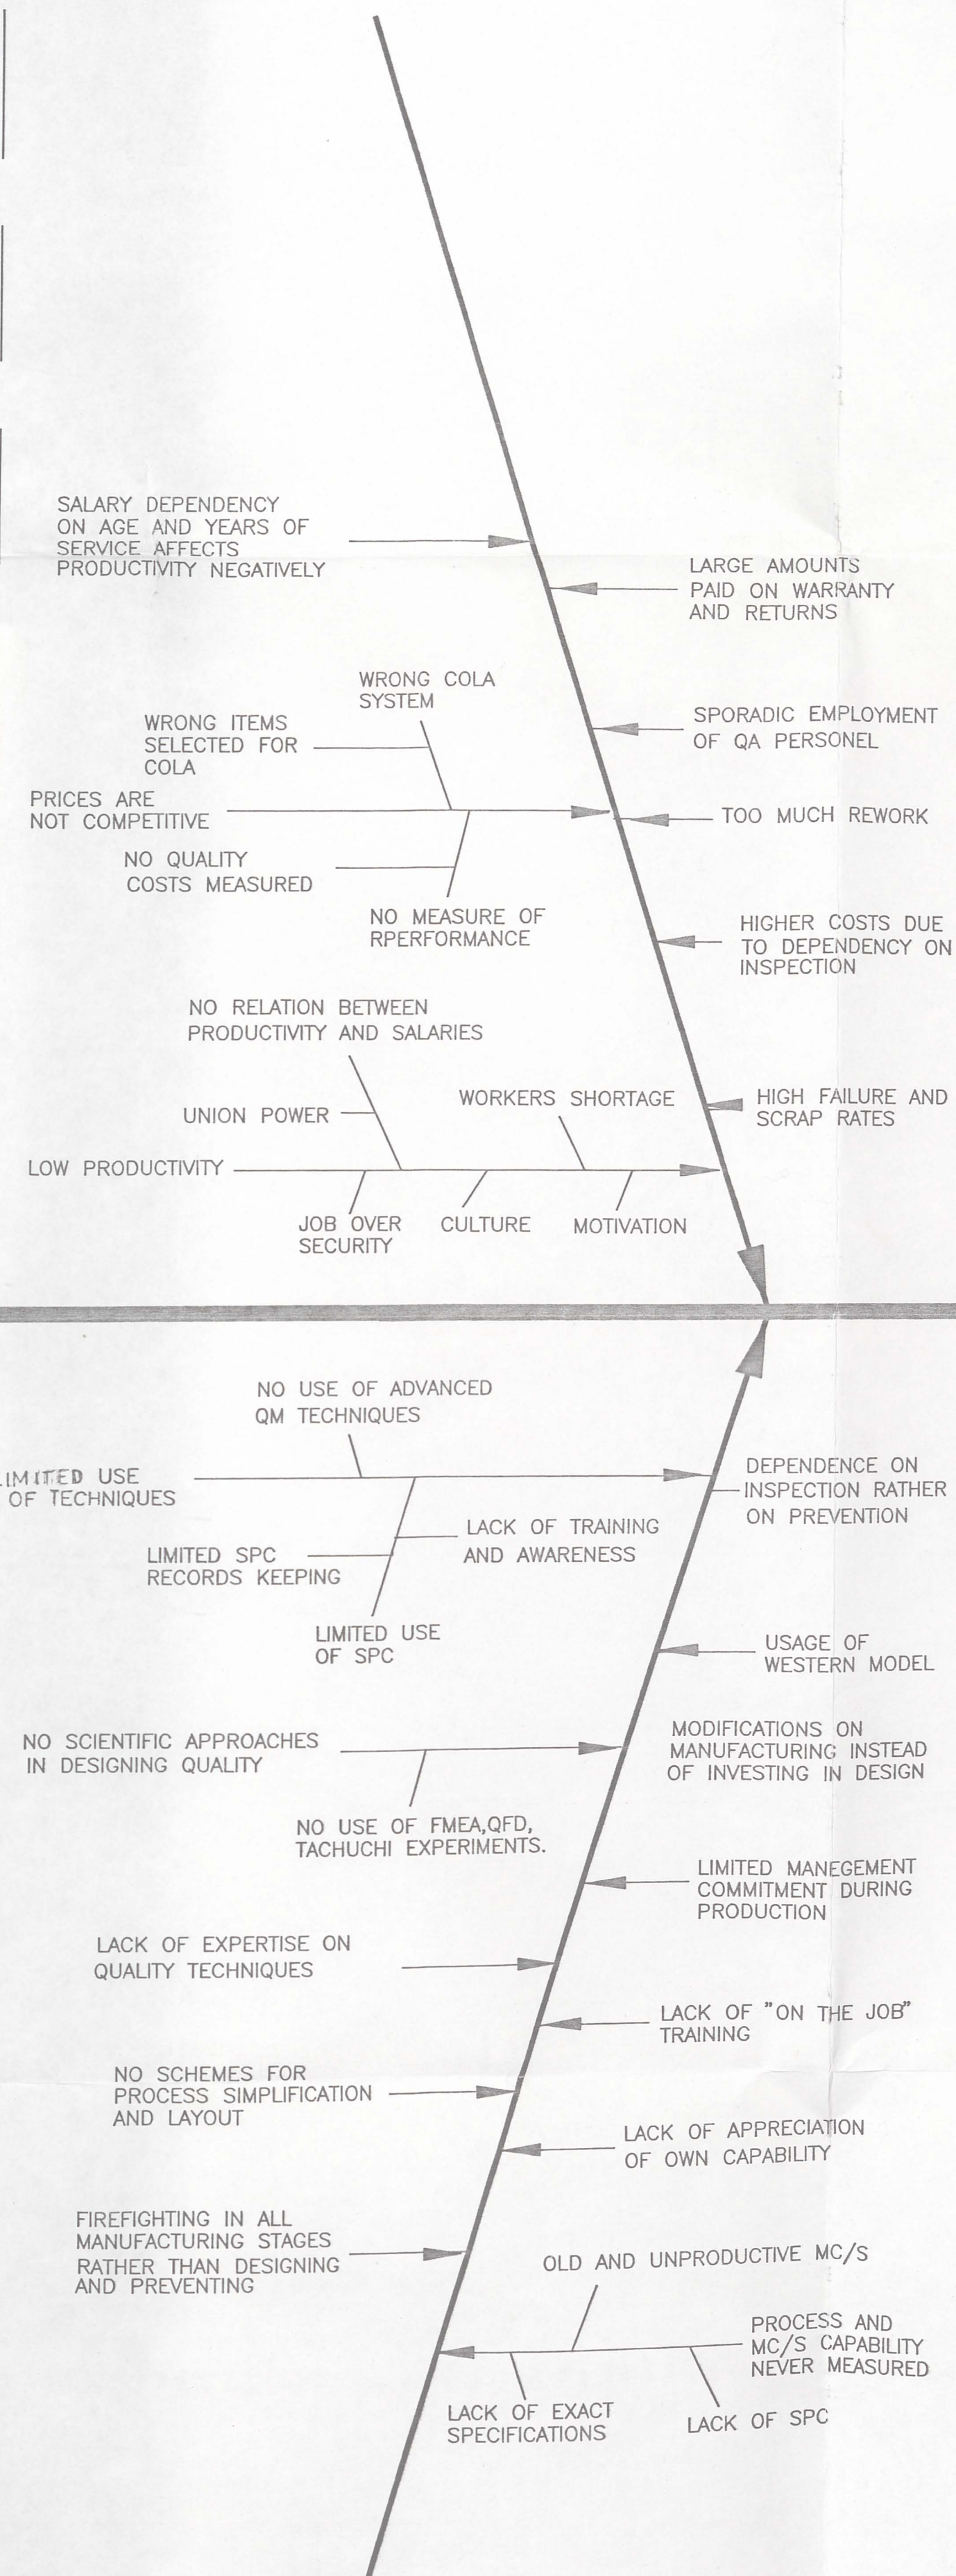 SALARY DEPENDENCY
ON AGE AND YEARS OF
SERVICE AFFECTS
PRODUCTIVITY NEGATIVELY
LARGE AMOUNTS
PAID ON WARRANTY
AND RETURNS
WRONG COLA
SYSTEM
WRONG ITEMS
SELECTED FOR
COLA
SPORADIC EMPLOYMENT
OF QA PERSONEL
PRICES ARE
NOT COMPETITIVE
TOO MUCH REWORK
NO QUALITY
COSTS MEASURED
NO MEASURE OF
RPERFORMANCE
HIGHER COSTS DUE
TO DEPENDENCY ON
INSPECTION
NO RELATION BETWEEN
PRODUCTIVITY AND SALARIES
UNION POWER
WORKERS SHORTAGE
HIGH FAILURE AND
SCRAP RATES
LOW PRODUCTIVITY
JOB OVER
SECURITY
CULTURE
MOTIVATION
NO USE OF ADVANCED
QM TECHNIQUES
LIMITED USE
OF TECHNIQUES
DEPENDENCE ON
INSPECTION RATHER
ON PREVENTION
LACK OF TRAINING
AND AWARENESS
LIMITED SPC
RECORDS KEEPING
LIMITED USE
OF SPC
USAGE OF
WESTERN MODEL
NO SCIENTIFIC APPROACHES
IN DESIGNING QUALITY
MODIFICATIONS ON
MANUFACTURING INSTEAD
OF INVESTING IN DESIGN
NO USE OF FMEA,QFD,
TACHUCHI EXPERIMENTS.
LIMITED MANEGEMENT
COMMITMENT DURING
PRODUCTION
LACK OF EXPERTISE ON
QUALITY TECHNIQUES
LACK OF "ON THE JOB"
TRAINING
NO SCHEMES FOR
PROCESS SIMPLIFICATION
AND LAYOUT
LACK OF APPRECIATION
OF OWN CAPABILITY
FIREFIGHTING IN ALL
MANUFACTURING STAGES
RATHER THAN DESIGNING
AND PREVENTING
OLD AND UNPRODUCTIVE MC/S
PROCESS AND
MC/S CAPABILITY
NEVER MEASURED
LACK OF EXACT
SPECIFICATIONS
LACK OF SPC